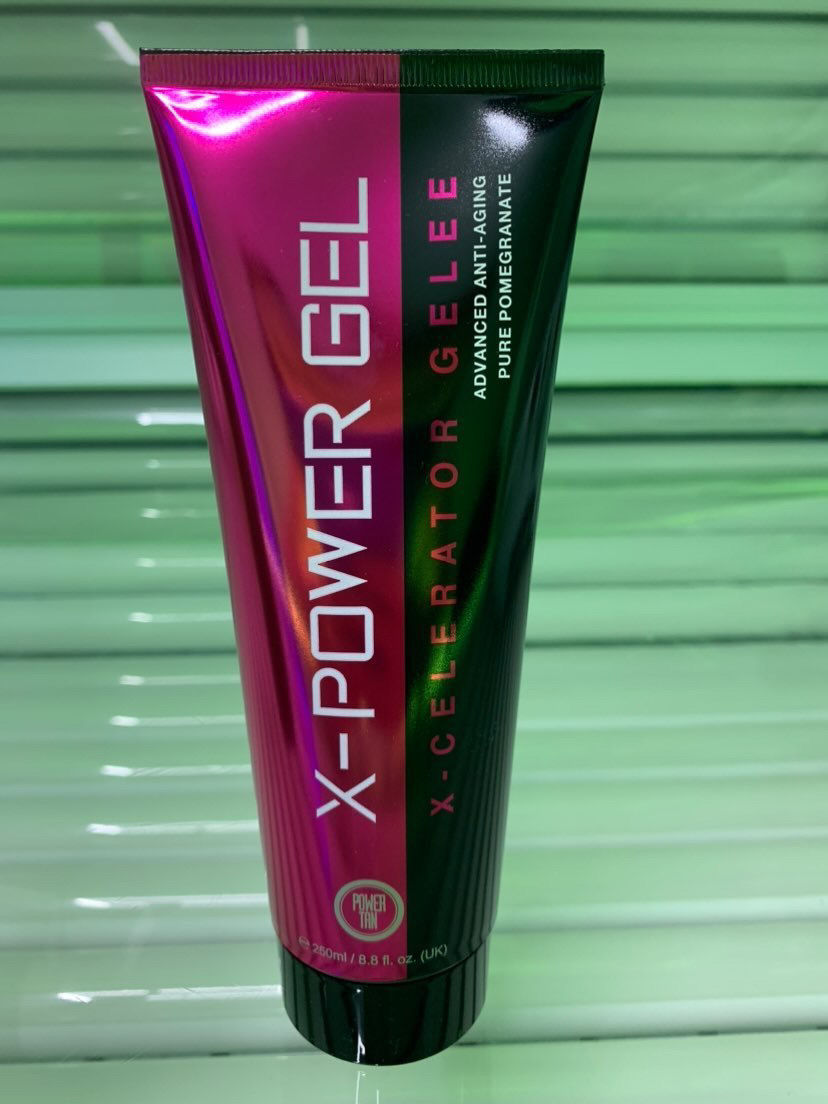 X-POWER GEL
X-CELERATOR GELEE
ADVANCED ANTI-AGING
PURE POMEGRANATE
POWER
TAN
℮ 250ml / 8.8 fl. oz. (UK)